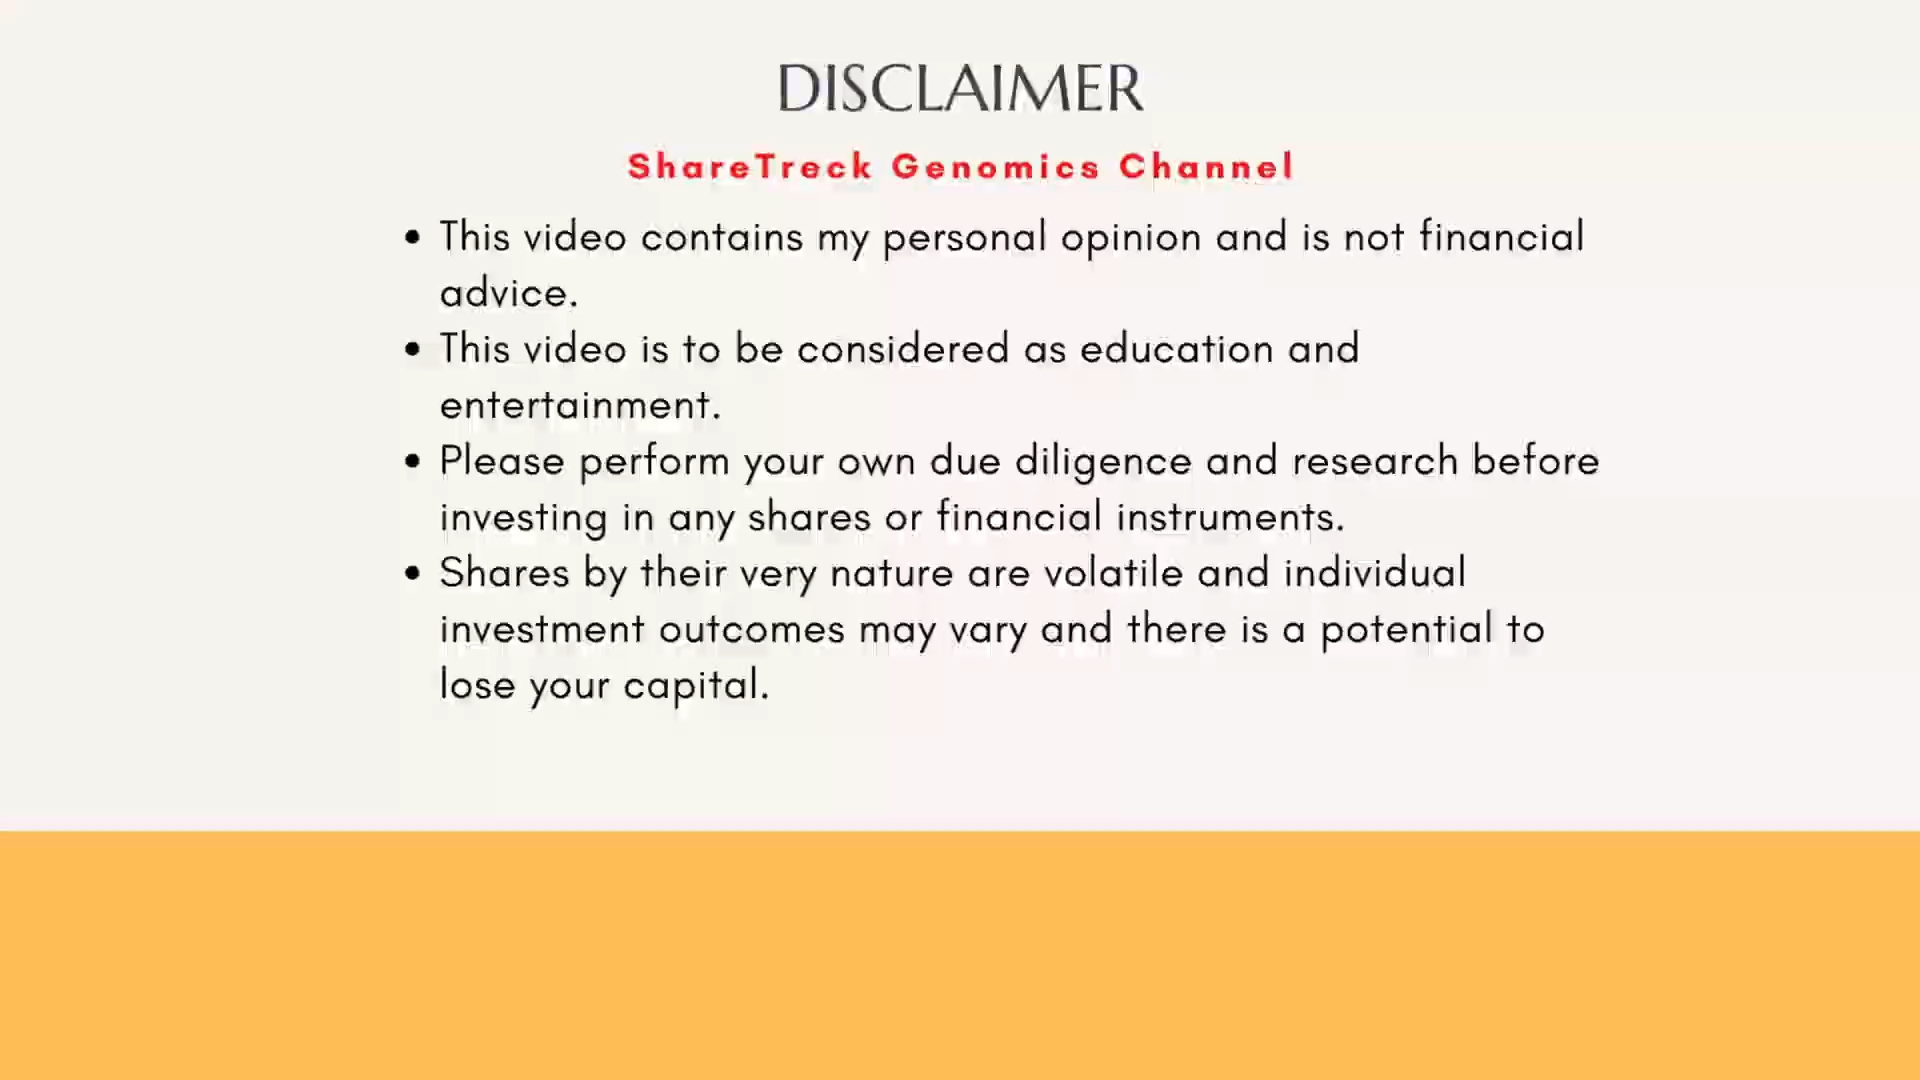 DISCLAIMER
ShareTreck Genomics Channel
• This video contains my personal opinion and is not financial
advice.
• This video is to be considered as education and
entertainment.
• Please perform your own due diligence and research before
investing in any shares or financial instruments.
• Shares by their very nature are volatile and individual
investment outcomes may vary and there is a potential to
lose your capital.